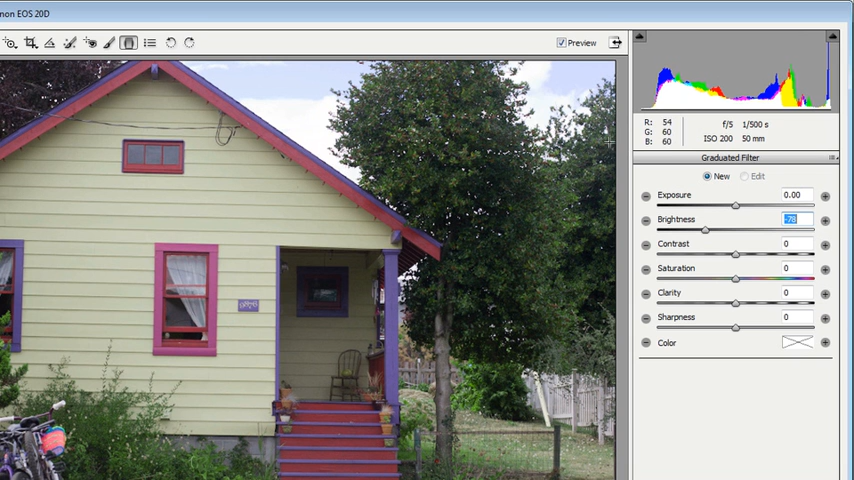 non EOS 20D
Preview
R: 54
G: 60
B: 60
f/5 1/500 s
ISO 200 50 mm
Graduated Filter
New Edit
Exposure 0.00
Brightness -78
Contrast 0
Saturation 0
Clarity 0
Sharpness 0
Color